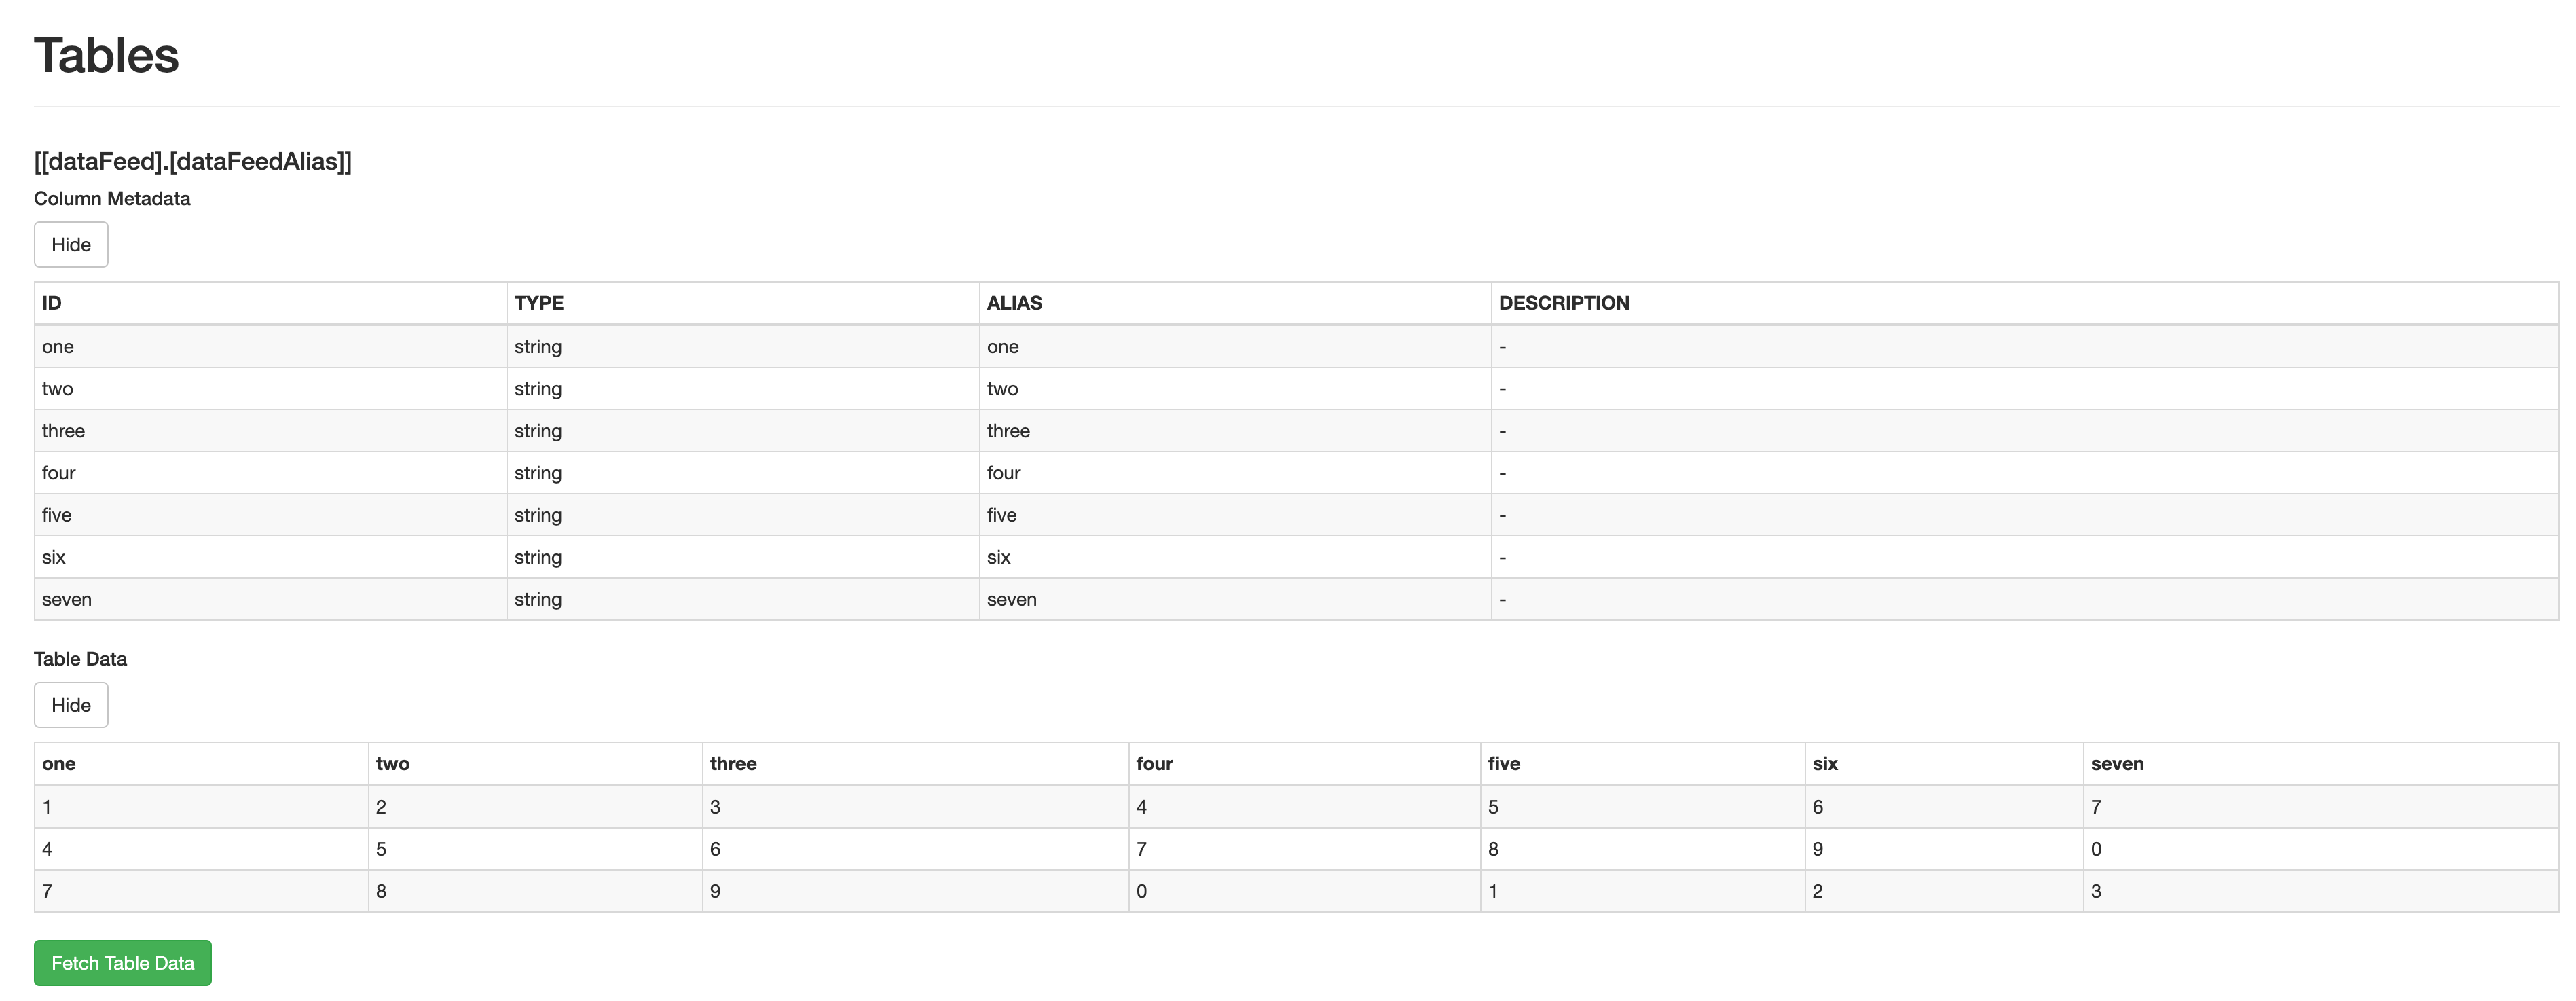 Tables
[[dataFeed].[dataFeedAlias]]
Column Metadata
Hide
ID TYPE ALIAS DESCRIPTION
one string one -
two string two -
three string three -
four string four -
five string five -
six string six -
seven string seven -
Table Data
Hide
one two three four five six seven
1 2 3 4 5 6 7
4 5 6 7 8 9 0
7 8 9 0 1 2 3
Fetch Table Data